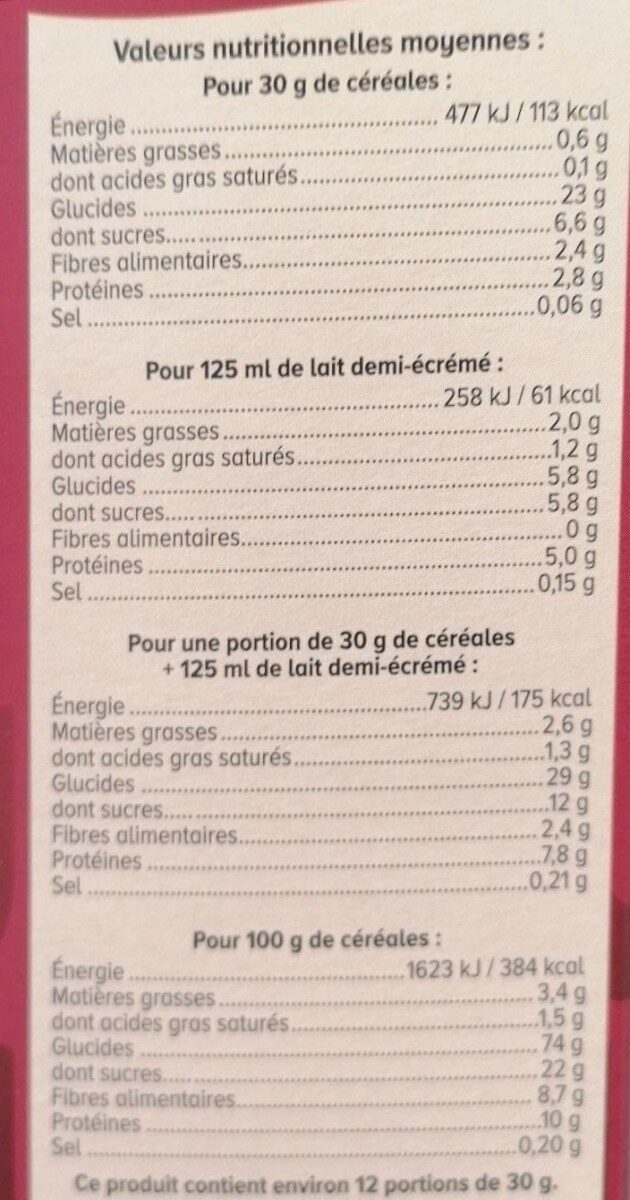 Valeurs nutritionnelles moyennes :
Pour 30 g de céréales :
Énergie ........ 477 kJ / 113 kcal
Matières grasses ........ 0,6 g
dont acides gras saturés ........ 0,1 g
Glucides ........ 23 g
dont sucres ........ 6,6 g
Fibres alimentaires ........ 2,4 g
Protéines ........ 2,8 g
Sel ........ 0,06 g
Pour 125 ml de lait demi-écrémé :
Énergie ........ 258 kJ / 61 kcal
Matières grasses ........ 2,0 g
dont acides gras saturés ........ 1,2 g
Glucides ........ 5,8 g
dont sucres ........ 5,8 g
Fibres alimentaires ........ 0 g
Protéines ........ 5,0 g
Sel ........ 0,15 g
Pour une portion de 30 g de céréales
+ 125 ml de lait demi-écrémé :
Énergie ........ 739 kJ / 175 kcal
Matières grasses ........ 2,6 g
dont acides gras saturés ........ 1,3 g
Glucides ........ 29 g
dont sucres ........ 12 g
Fibres alimentaires ........ 2,4 g
Protéines ........ 7,8 g
Sel ........ 0,21 g
Pour 100 g de céréales :
Énergie ........ 1623 kJ / 384 kcal
Matières grasses ........ 3,4 g
dont acides gras saturés ........ 1,5 g
Glucides ........ 74 g
dont sucres ........ 22 g
Fibres alimentaires ........ 8,7 g
Protéines ........ 10 g
Sel ........ 0,20 g
Ce produit contient environ 12 portions de 30 g.